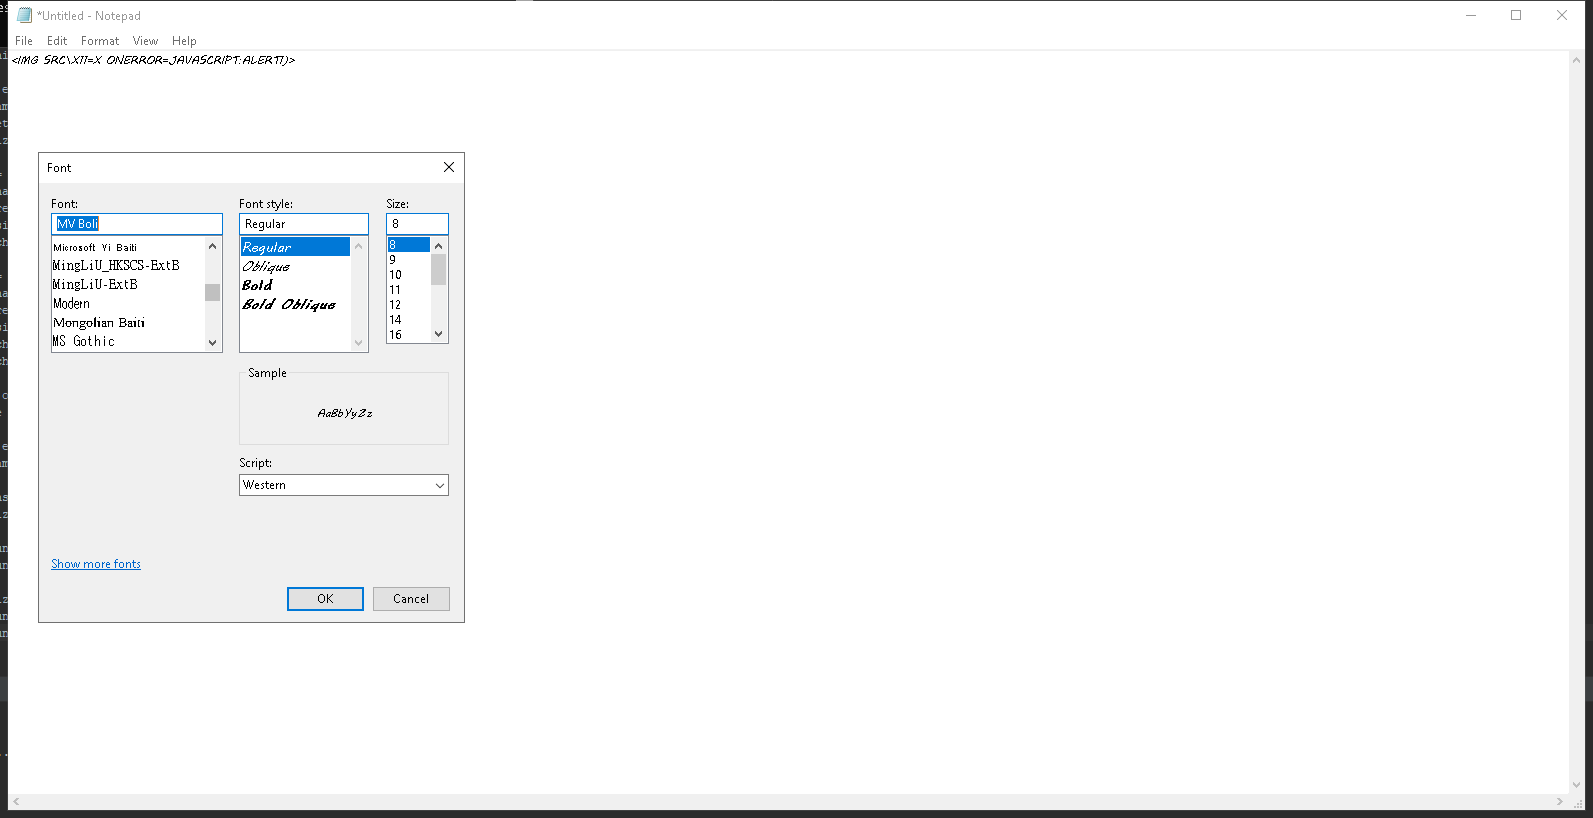 *Untitled - Notepad
File Edit Format View Help
<IMG SRC\X11=X ONERROR=JAVASCRIPT:ALERT1)>
Font
Font: Font style: Size:
MV Boli Regular 8
Microsoft Yi Baiti Regular 8
MingLiU_HKSCS-ExtB Oblique 9
MingLiU-ExtB Bold 10
Modern Bold Oblique 11
Mongolian Baiti 12
MS Gothic 14
16
Sample
AaBbYyZz
Script:
Western
Show more fonts
OK Cancel